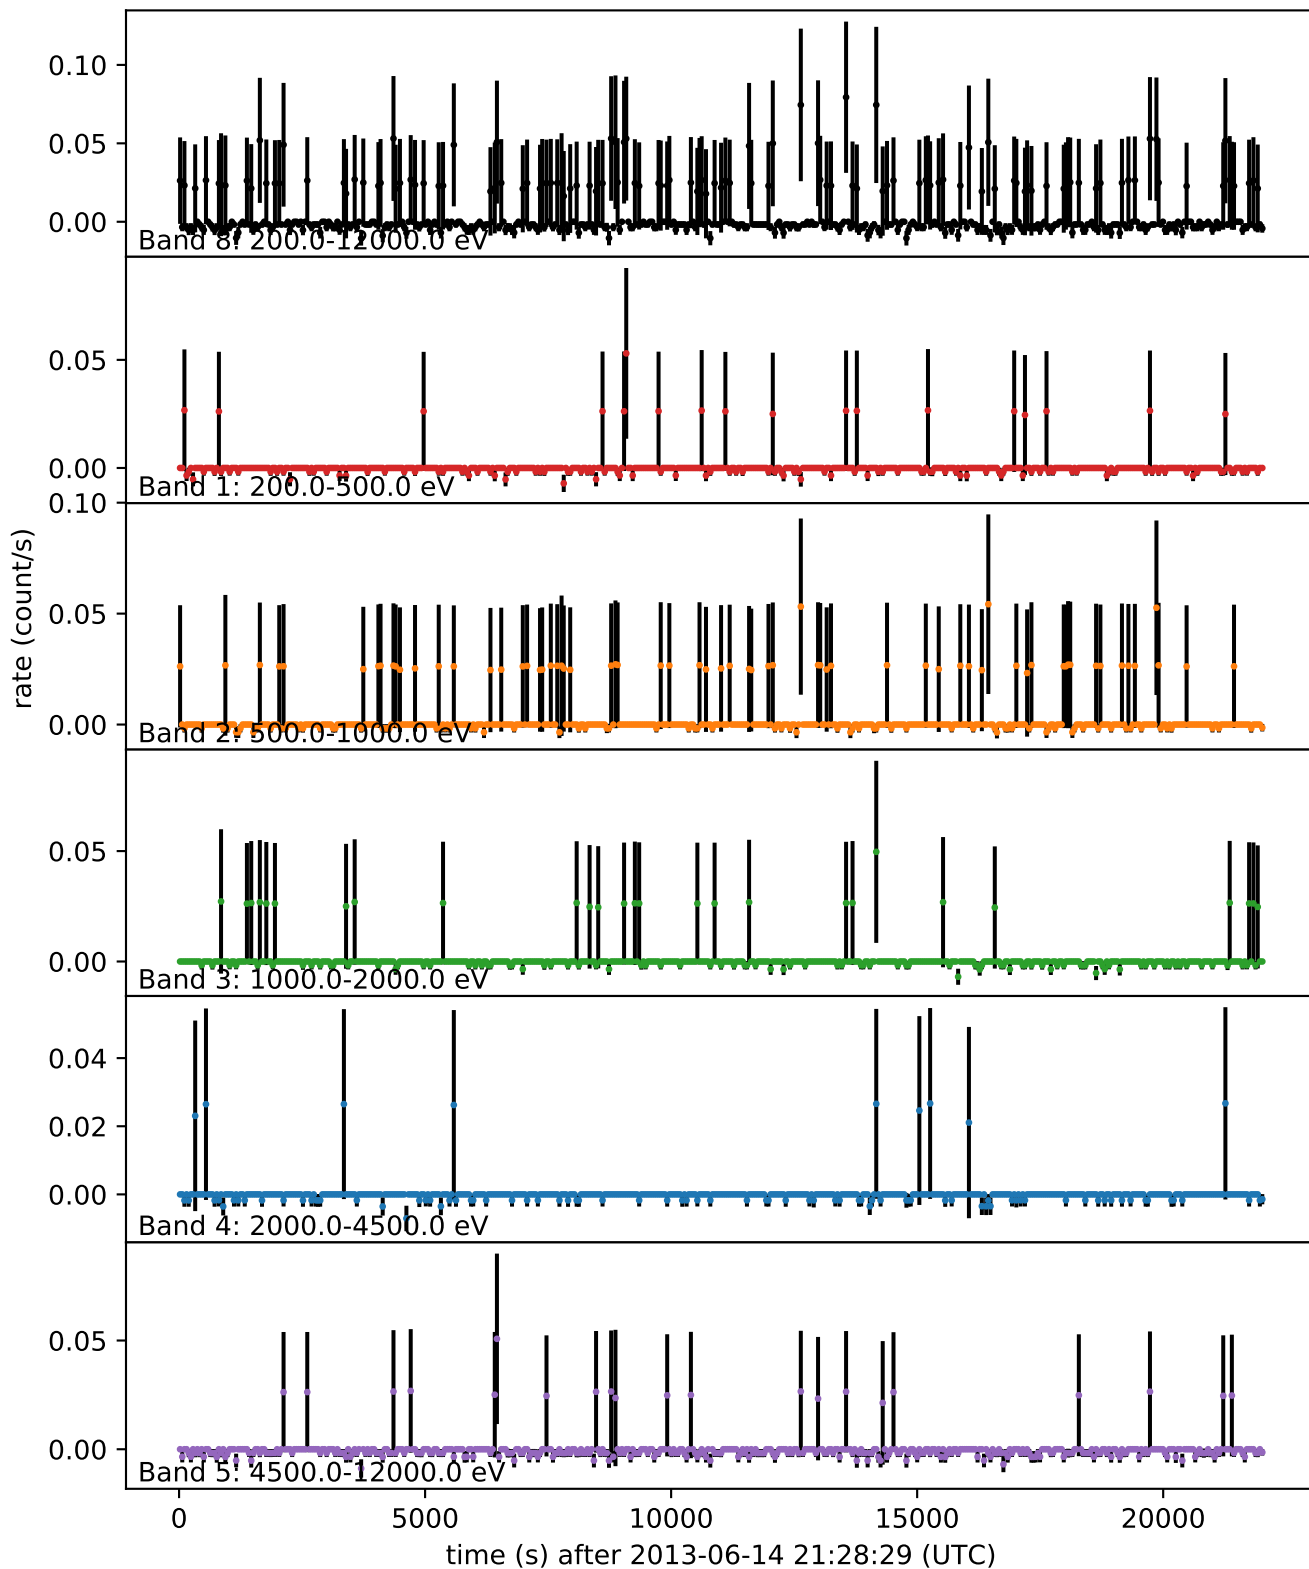 0.10
0.05
0.00
Band 8: 200.0-12000.0 eV
0.05
0.00
Band 1: 200.0-500.0 eV
rate (count/s)
0.10
0.05
0.00
Band 2: 500.0-1000.0 eV
0.05
0.00
Band 3: 1000.0-2000.0 eV
0.04
0.02
0.00
Band 4: 2000.0-4500.0 eV
0.05
0.00
Band 5: 4500.0-12000.0 eV
0 5000 10000 15000 20000
time (s) after 2013-06-14 21:28:29 (UTC)